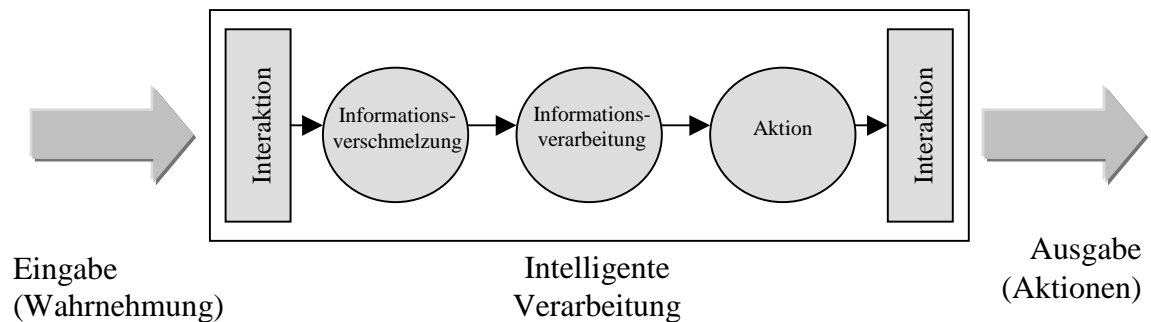 Interaktion
Informations-
verschmelzung
Informations-
verarbeitung
Aktion
Interaktion
Eingabe
(Wahrnehmung)
Intelligente
Verarbeitung
Ausgabe
(Aktionen)